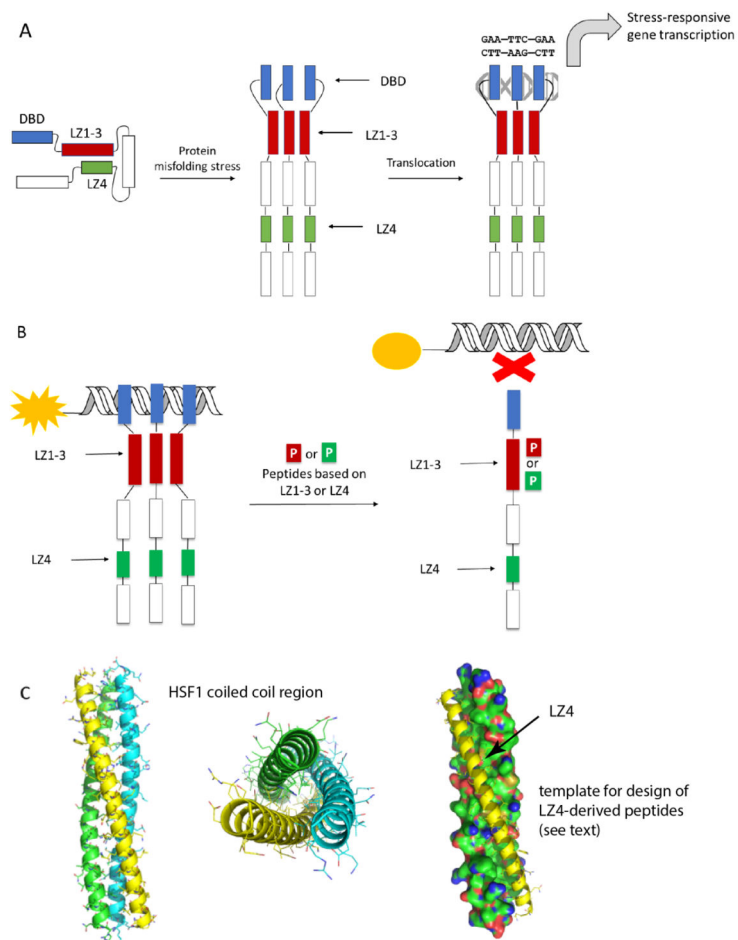 A
GAA—TTC—GAA
CTT—AAG—CTT
Stress-responsive
gene transcription
DBD
DBD
LZ1-3
LZ1-3
LZ4
Protein
misfolding stress
Translocation
LZ4
B
LZ1-3
P or P
Peptides based on
LZ1-3 or LZ4
LZ1-3
P
or
P
LZ4
LZ4
C
HSF1 coiled coil region
LZ4
template for design of
LZ4-derived peptides
(see text)